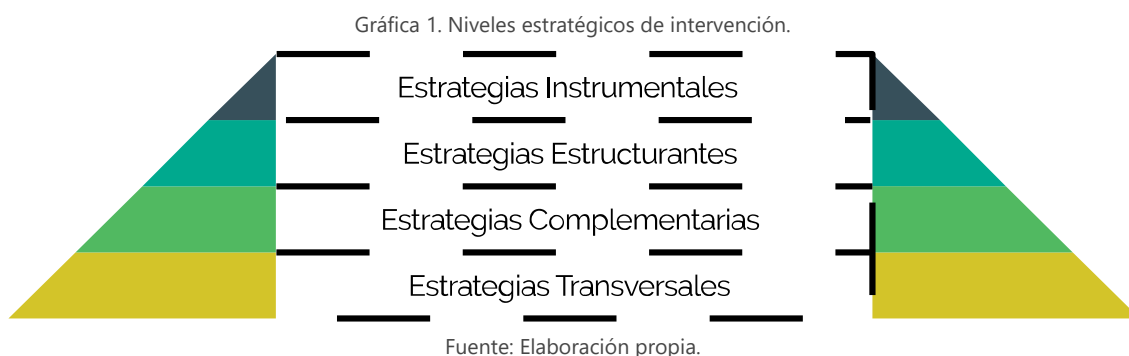 Gráfica 1. Niveles estratégicos de intervención.
Estrategias Instrumentales
Estrategias Estructurantes
Estrategias Complementarias
Estrategias Transversales
Fuente: Elaboración propia.